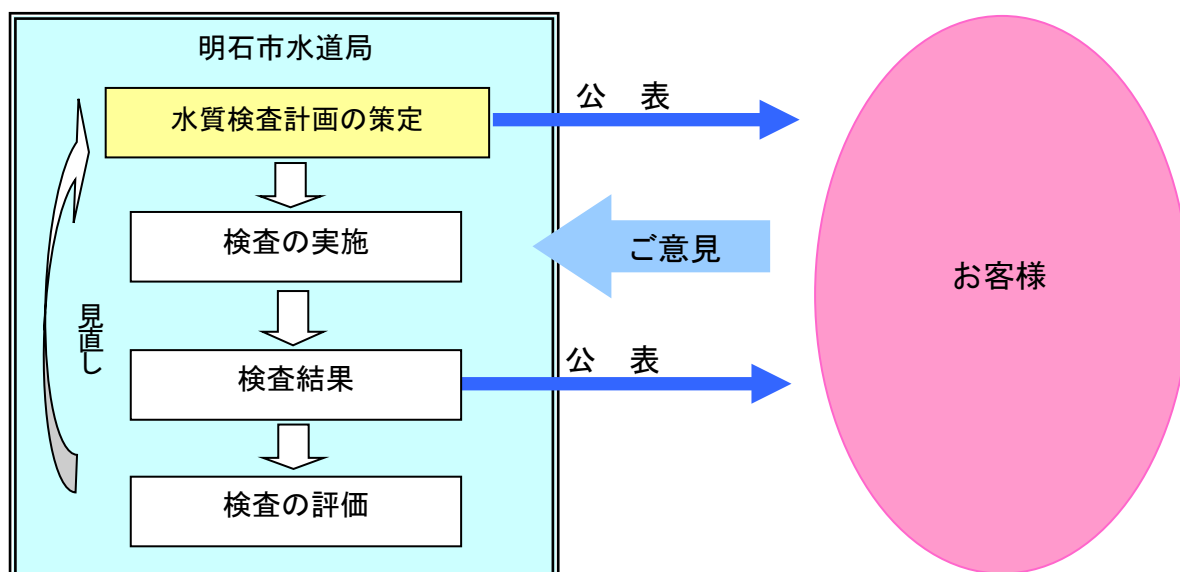 明石市水道局
水質検査計画の策定
公 表
検査の実施
ご意見
お客様
見直し
検査結果
公 表
検査の評価